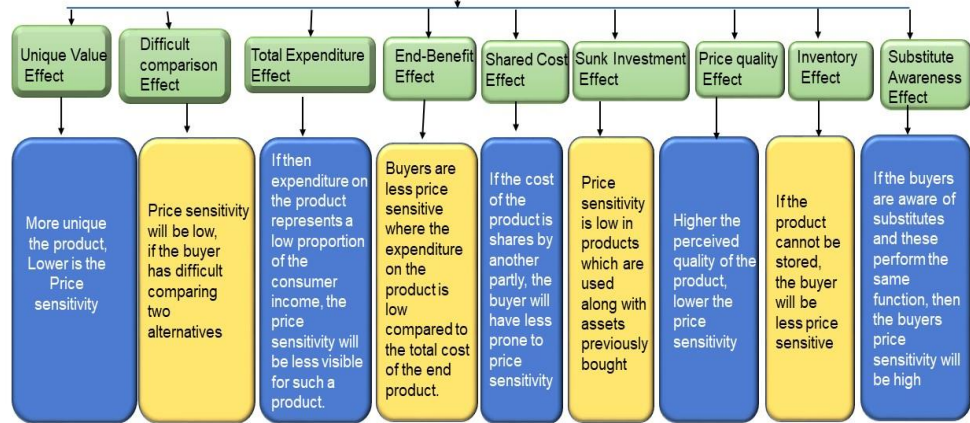 Unique Value
Effect
Difficult
comparison
Effect
Total Expenditure
Effect
End-Benefit
Effect
Shared Cost
Effect
Sunk Investment
Effect
Price quality
Effect
Inventory
Effect
Substitute
Awareness
Effect
More unique
the product,
Lower is the
Price
sensitivity
Price sensitivity
will be low,
if the buyer
has difficult
comparing
two
alternatives
If then
expenditure on
the product
represents a
low proportion
of the
consumer
income, the
price
sensitivity will
be less visible
for such a
product.
Buyers are
less price
sensitive
where the
expenditure
on the
product is
low
compared to
the total cost
of the end
product.
If the cost
of the
product is
shares by
another
partly, the
buyer will
have less
prone to
price
sensitivity
Price
sensitivity
is low in
products
which are
used
along with
assets
previously
bought
Higher the
perceived
quality of the
product,
lower the
price
sensitivity
If the
product
cannot be
stored,
the buyer
will be
less price
sensitive
If the buyers
are aware of
substitutes
and these
perform the
same
function, then
the buyers
price
sensitivity will
be high